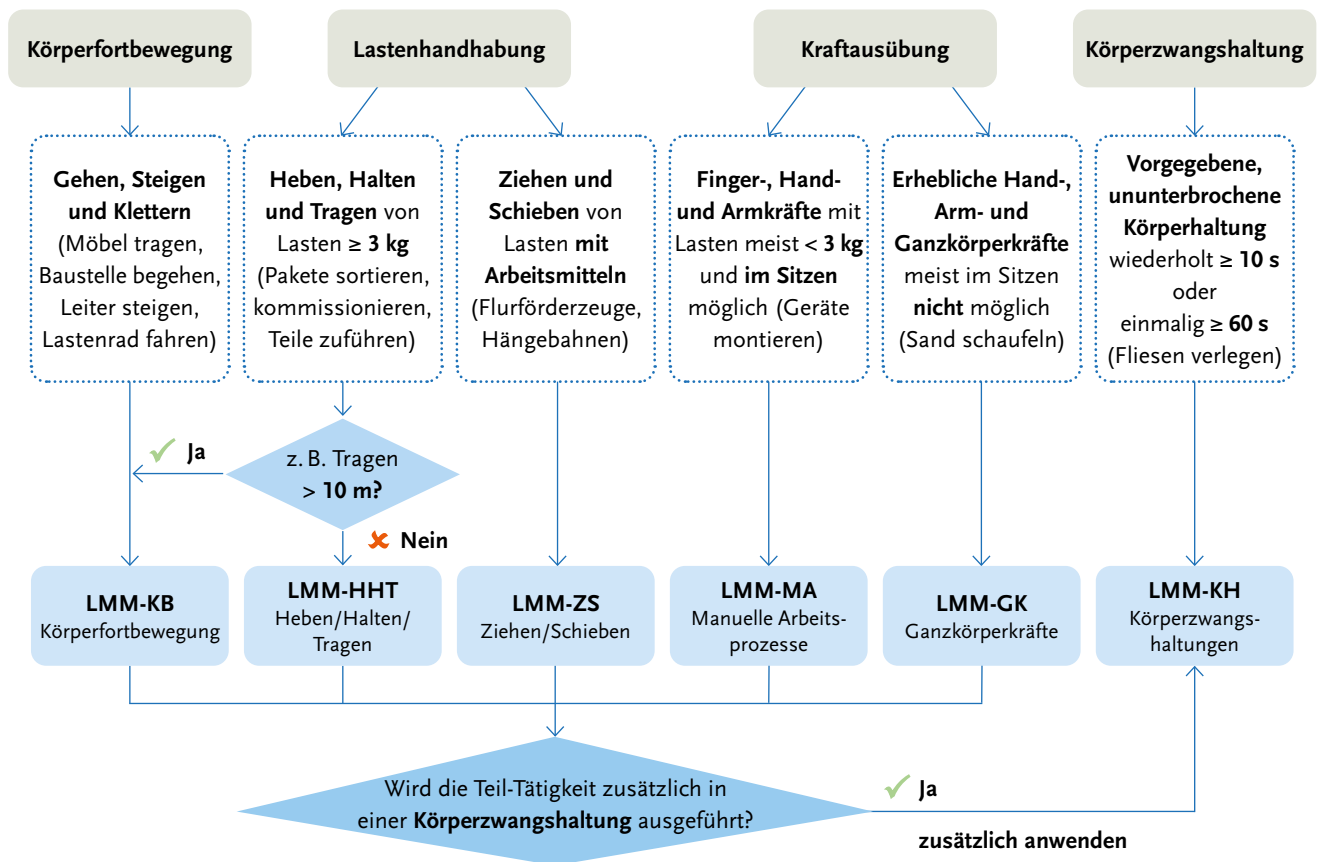 Körperfortbewegung
Lastenhandhabung
Kraftausübung
Körperzwangshaltung
Gehen, Steigen
und Klettern
(Möbel tragen,
Baustelle begehen,
Leiter steigen,
Lastenrad fahren)
Heben, Halten
und Tragen von
Lasten ≥ 3 kg
(Pakete sortieren,
kommissionieren,
Teile zuführen)
Ziehen und
Schieben von
Lasten mit
Arbeitsmitteln
(Flurförderzeuge,
Hängebahnen)
Finger-, Hand-
und Armkräfte mit
Lasten meist < 3 kg
und im Sitzen
möglich (Geräte
montieren)
Erhebliche Hand-,
Arm- und
Ganzkörperkräfte
meist im Sitzen
nicht möglich
(Sand schaufeln)
Vorgegebene,
ununterbrochene
Körperhaltung
wiederholt ≥ 10 s
oder
einmalig ≥ 60 s
(Fliesen verlegen)
Ja
z. B. Tragen
> 10 m?
Nein
LMM-KB
Körperfortbewegung
LMM-HHT
Heben/Halten/
Tragen
LMM-ZS
Ziehen/Schieben
LMM-MA
Manuelle Arbeits-
prozesse
LMM-GK
Ganzkörperkräfte
LMM-KH
Körperzwangs-
haltungen
Wird die Teil-Tätigkeit zusätzlich in
einer Körperzwangshaltung ausgeführt?
Ja
zusätzlich anwenden